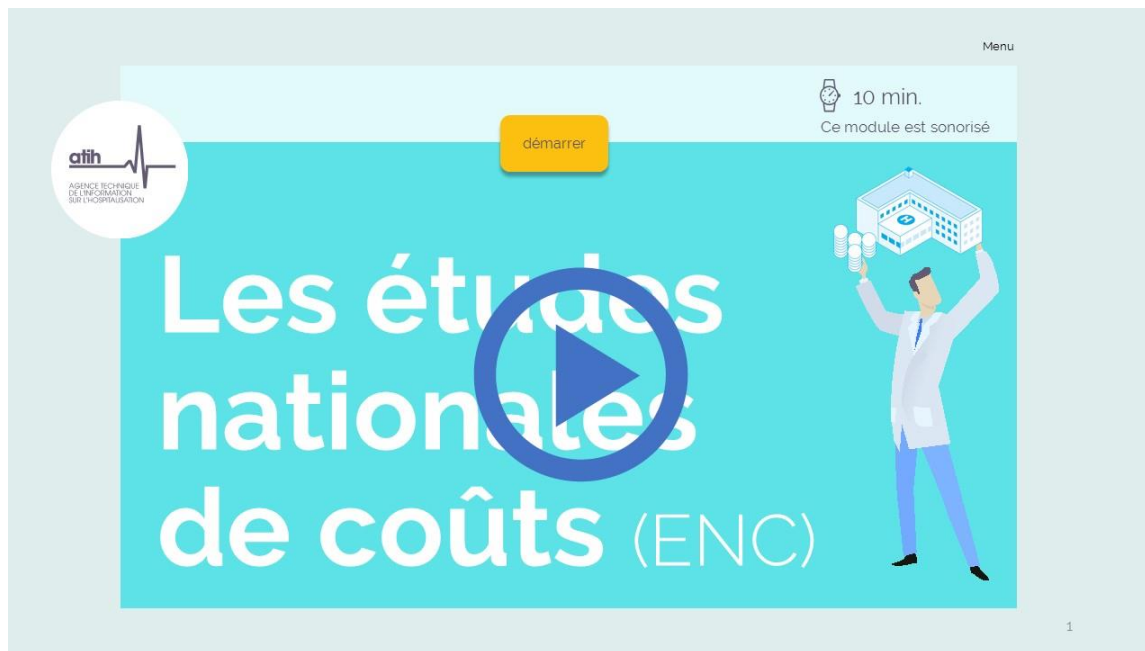 Menu
10 min.
Ce module est sonorisé
démarrer
atih
AGENCE TECHNIQUE
DE L'INFORMATION
SUR L'HOSPITALISATION
Les études
nationales
de coûts (ENC)
H
1